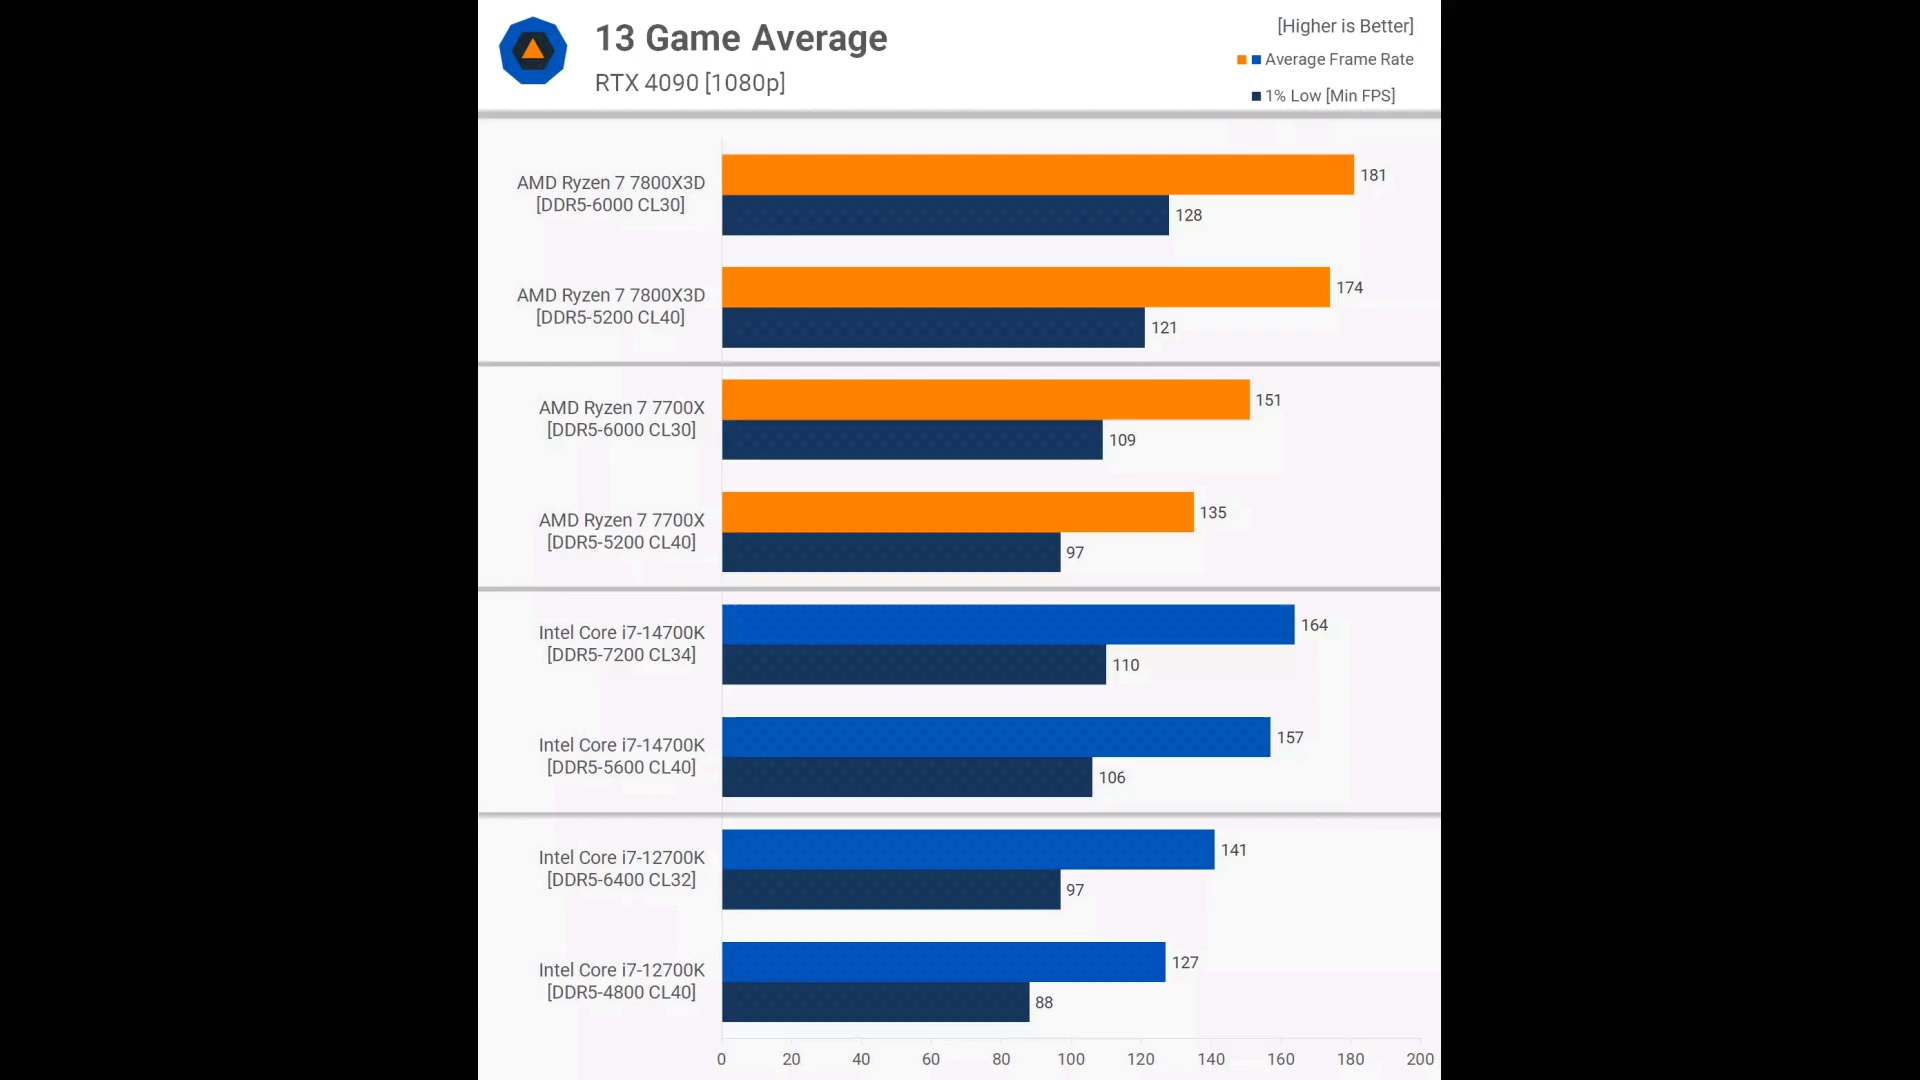 13 Game Average
RTX 4090 [1080p]
[Higher is Better]
Average Frame Rate
1% Low [Min FPS]
AMD Ryzen 7 7800X3D
[DDR5-6000 CL30]
181
128
AMD Ryzen 7 7800X3D
[DDR5-5200 CL40]
174
121
AMD Ryzen 7 7700X
[DDR5-6000 CL30]
151
109
AMD Ryzen 7 7700X
[DDR5-5200 CL40]
135
97
Intel Core i7-14700K
[DDR5-7200 CL34]
164
110
Intel Core i7-14700K
[DDR5-5600 CL40]
157
106
Intel Core i7-12700K
[DDR5-6400 CL32]
141
97
Intel Core i7-12700K
[DDR5-4800 CL40]
127
88
0 20 40 60 80 100 120 140 160 180 200